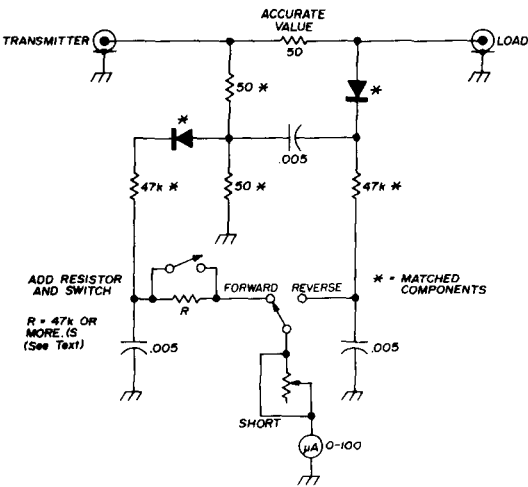 ACCURATE
VALUE
TRANSMITTER
50
LOAD
50 *
*
*
.005
47k *
50 *
47k *
ADD RESISTOR
AND SWITCH
FORWARD
REVERSE
* = MATCHED
COMPONENTS
R
R = 47k OR
MORE.(S
(See Text)
.005
.005
SHORT
µA
0-100